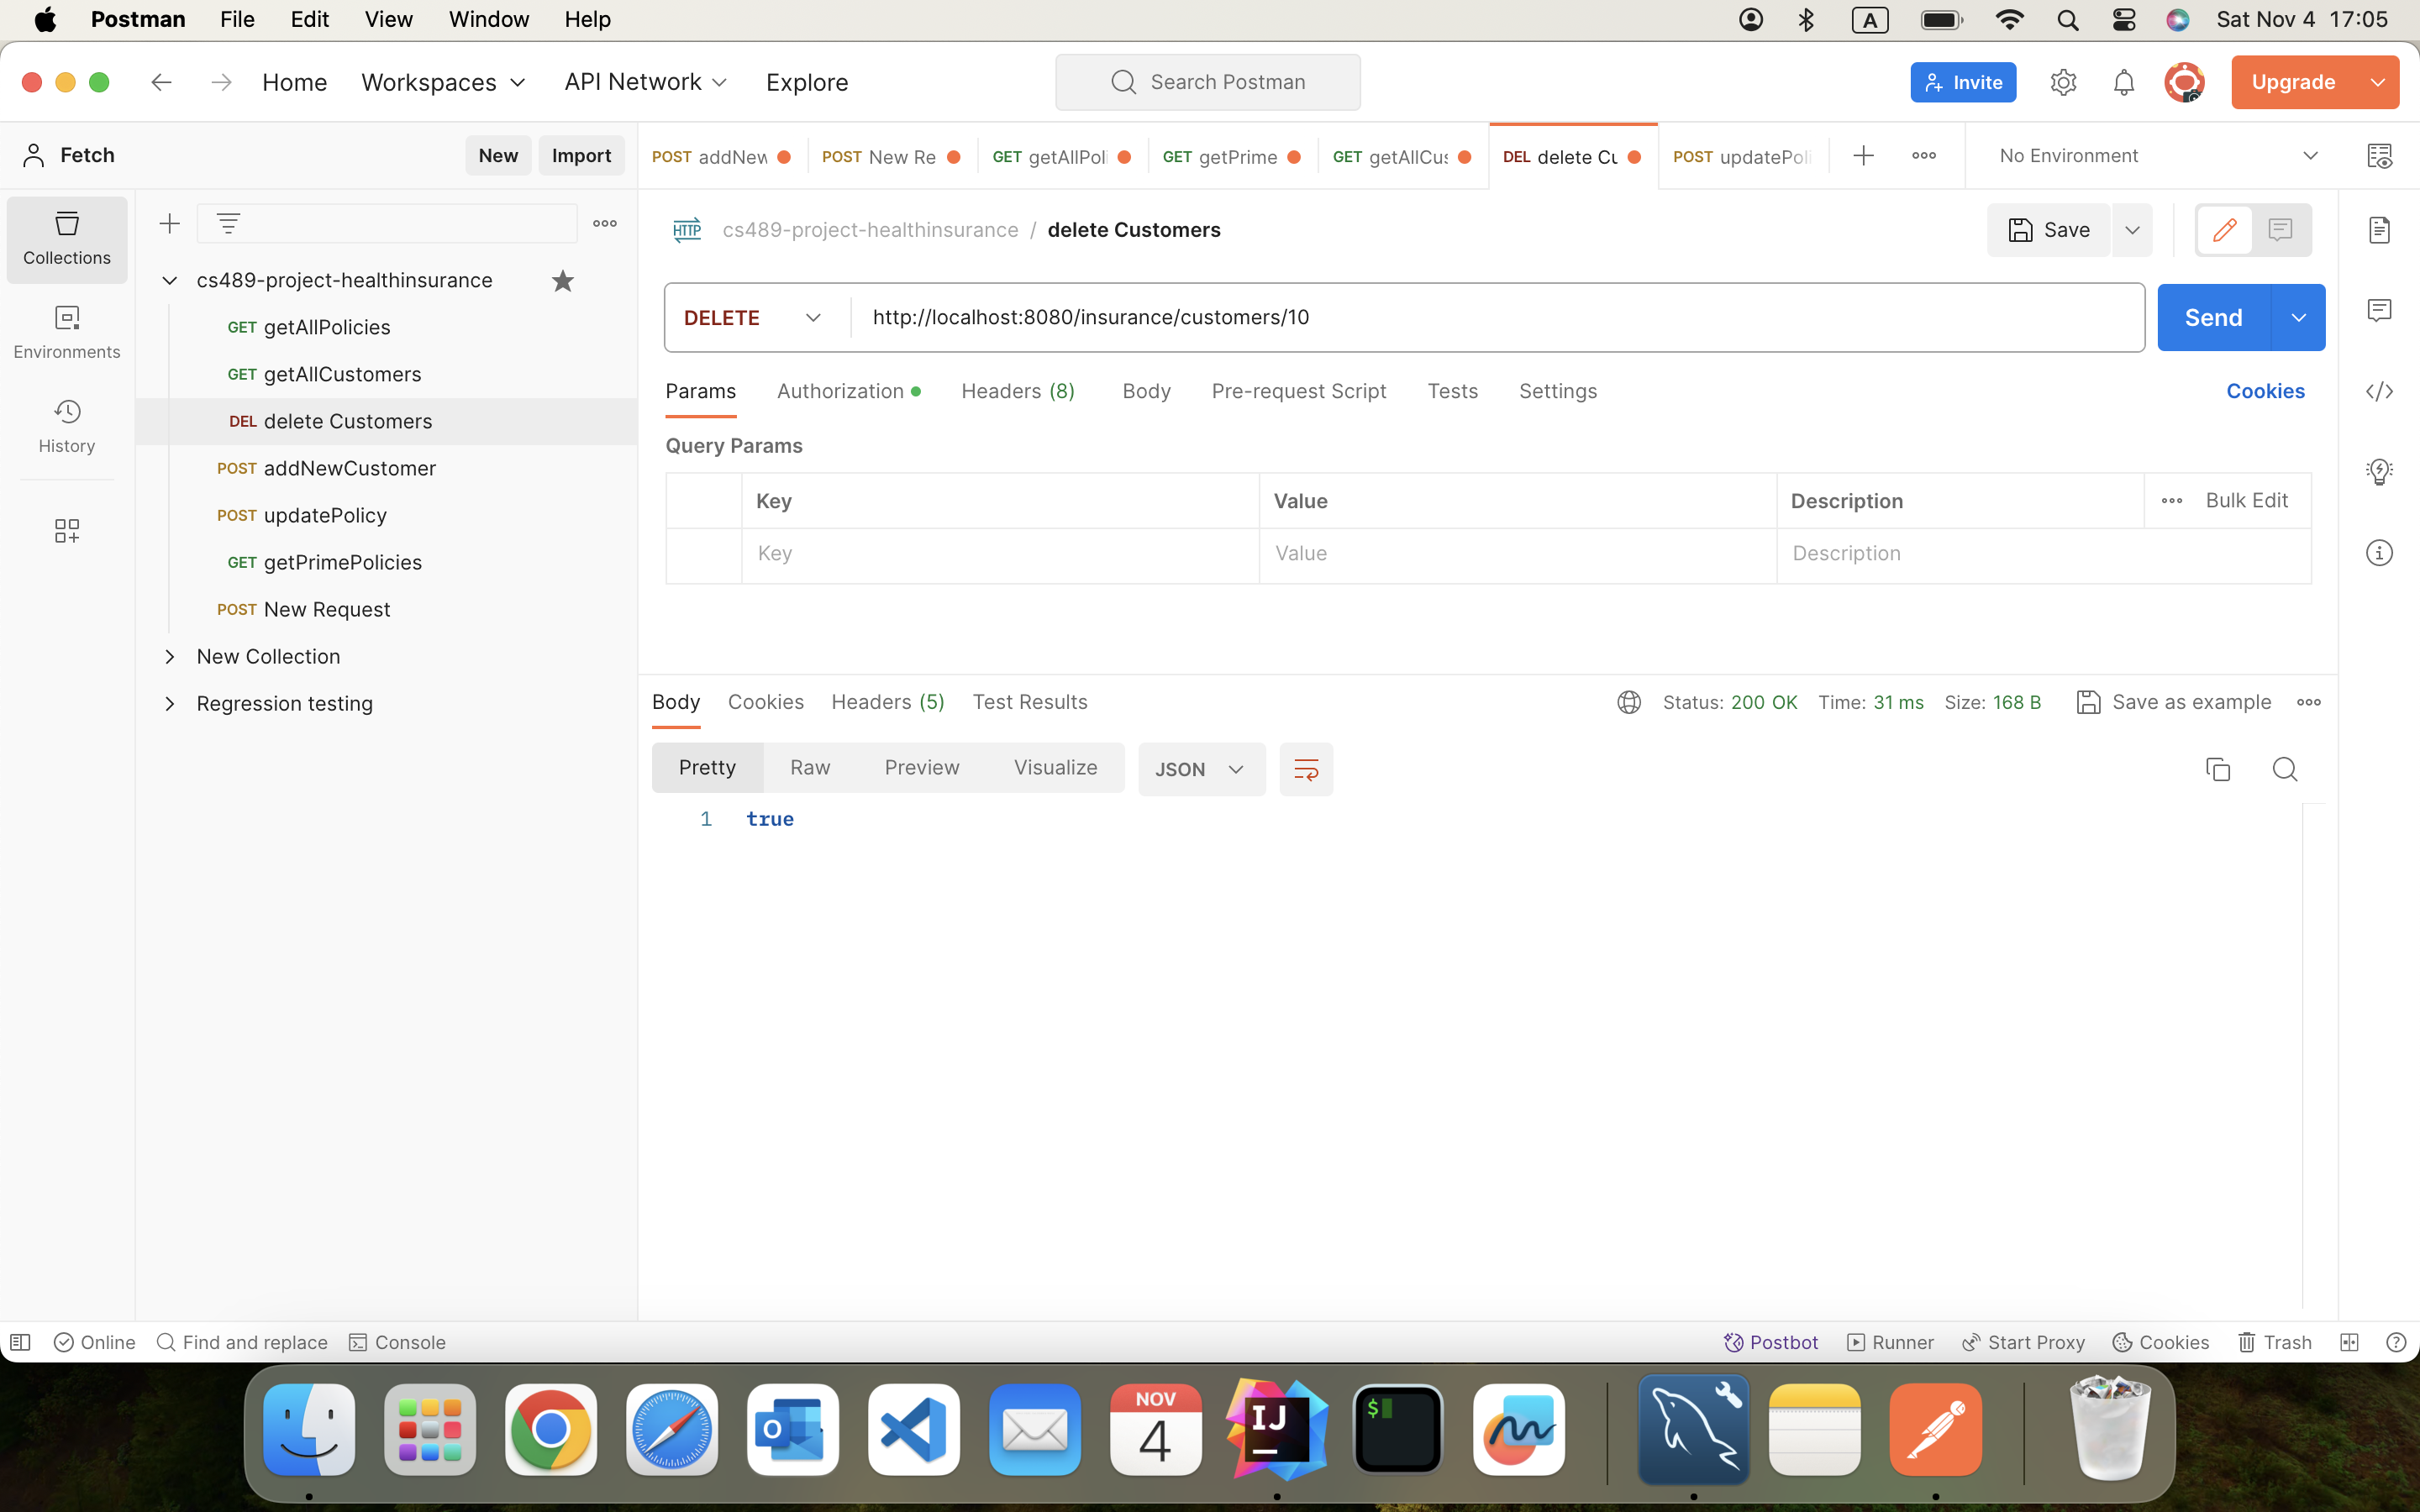 Postman File Edit View Window Help A Sat Nov 4 17:05
Home Workspaces API Network Explore Search Postman Invite Upgrade
Fetch New Import POST addNew POST New Re GET getAllPoli GET getPrime GET getAllCus DEL delete Cu POST updatePoli No Environment
HTTP cs489-project-healthinsurance / delete Customers Save
Collections
cs489-project-healthinsurance
DELETE http://localhost:8080/insurance/customers/10 Send
GET getAllPolicies
Environments
GET getAllCustomers
Params Authorization Headers (8) Body Pre-request Script Tests Settings Cookies
DEL delete Customers
History
Query Params
POST addNewCustomer
Key Value Description Bulk Edit
POST updatePolicy
Key Value Description
GET getPrimePolicies
POST New Request
New Collection
Regression testing
Body Cookies Headers (5) Test Results Status: 200 OK Time: 31 ms Size: 168 B Save as example
Pretty Raw Preview Visualize JSON
1 true
Online Find and replace Console Postbot Runner Start Proxy Cookies Trash
NOV
4
IJ
$
O